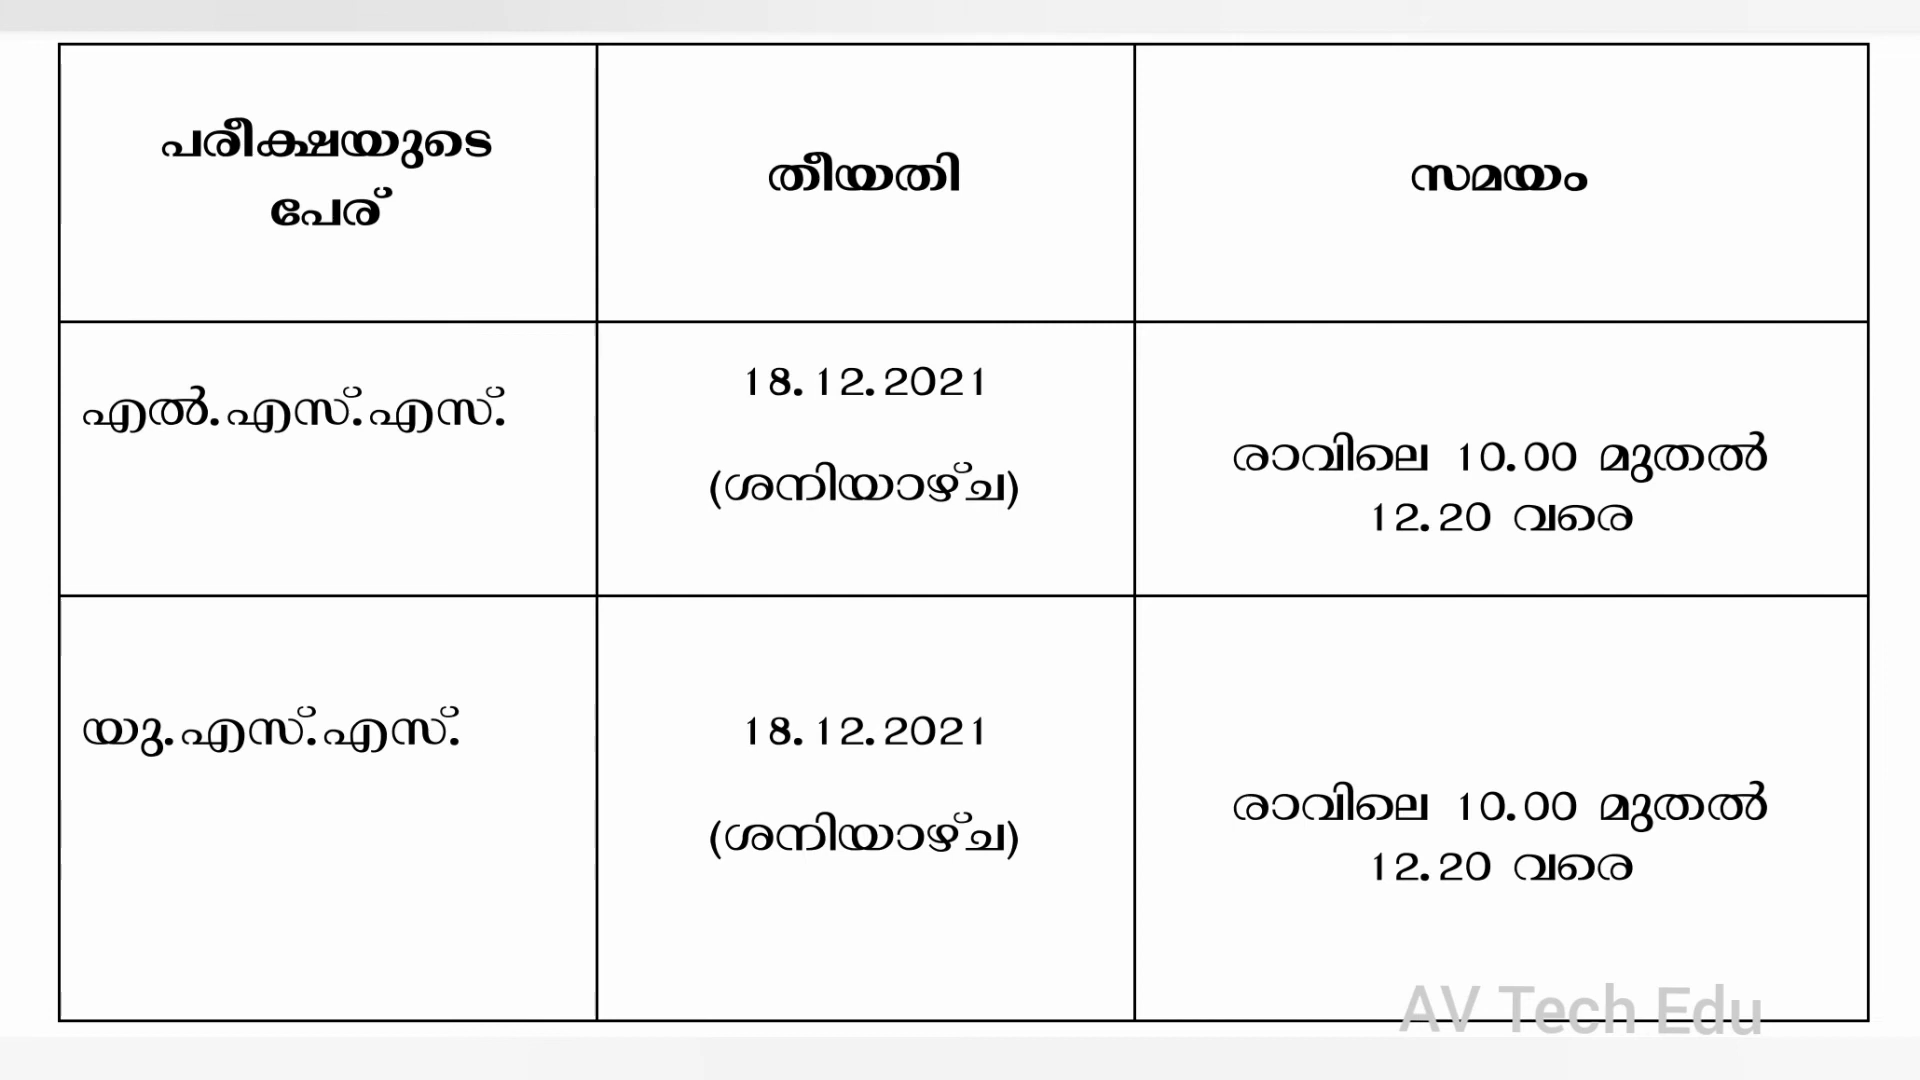 പരീക്ഷയുടെ
പേര്
തീയതി
സമയം
എൽ.എസ്.എസ്.
18.12.2021
(ശനിയാഴ്ച)
രാവിലെ 10.00 മുതൽ
12.20 വരെ
യു.എസ്.എസ്.
18.12.2021
(ശനിയാഴ്ച)
രാവിലെ 10.00 മുതൽ
12.20 വരെ
AV Tech Edu